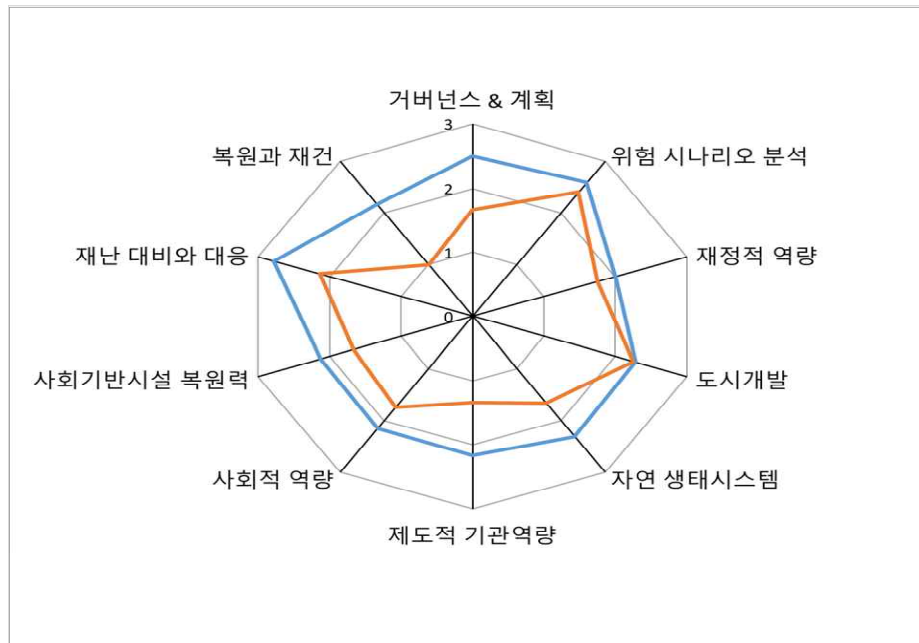 거버넌스 & 계획
3
복원과 재건
위험 시나리오 분석
2
재난 대비와 대응
재정적 역량
1
0
사회기반시설 복원력
도시개발
사회적 역량
자연 생태시스템
제도적 기관역량